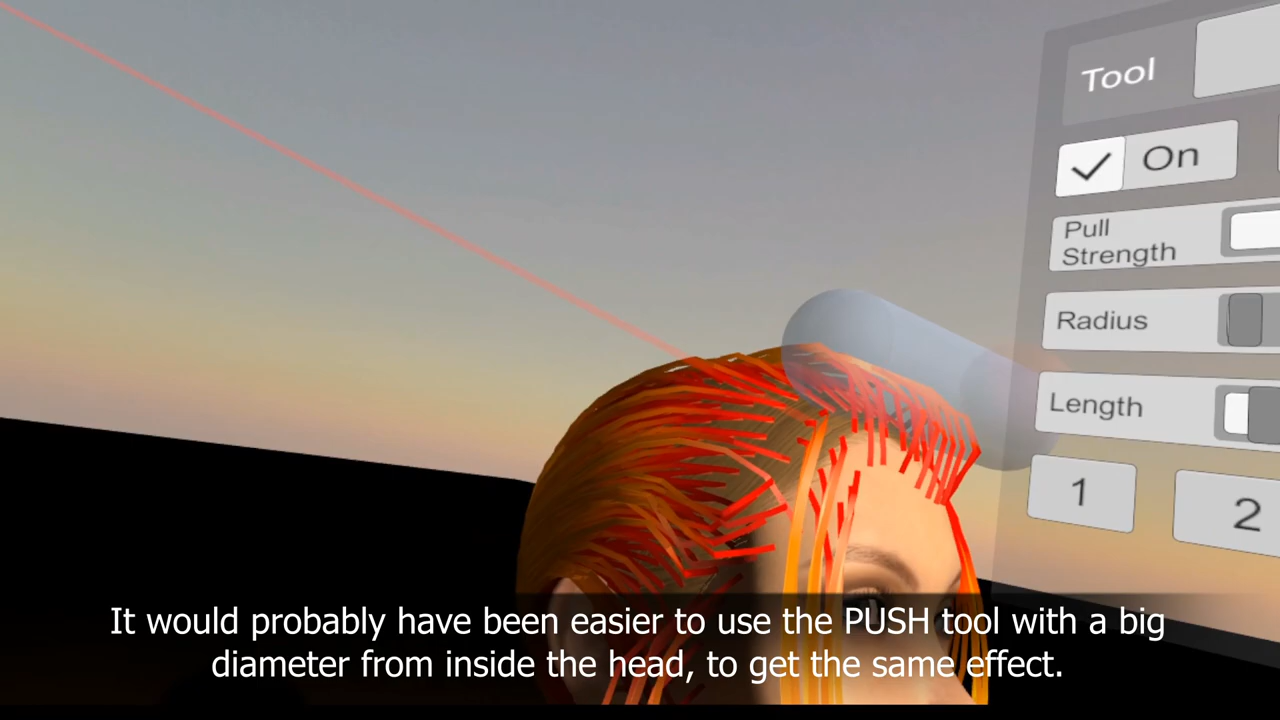 Tool
On
Pull
Strength
Radius
Length
1
2
It would probably have been easier to use the PUSH tool with a big
diameter from inside the head, to get the same effect.